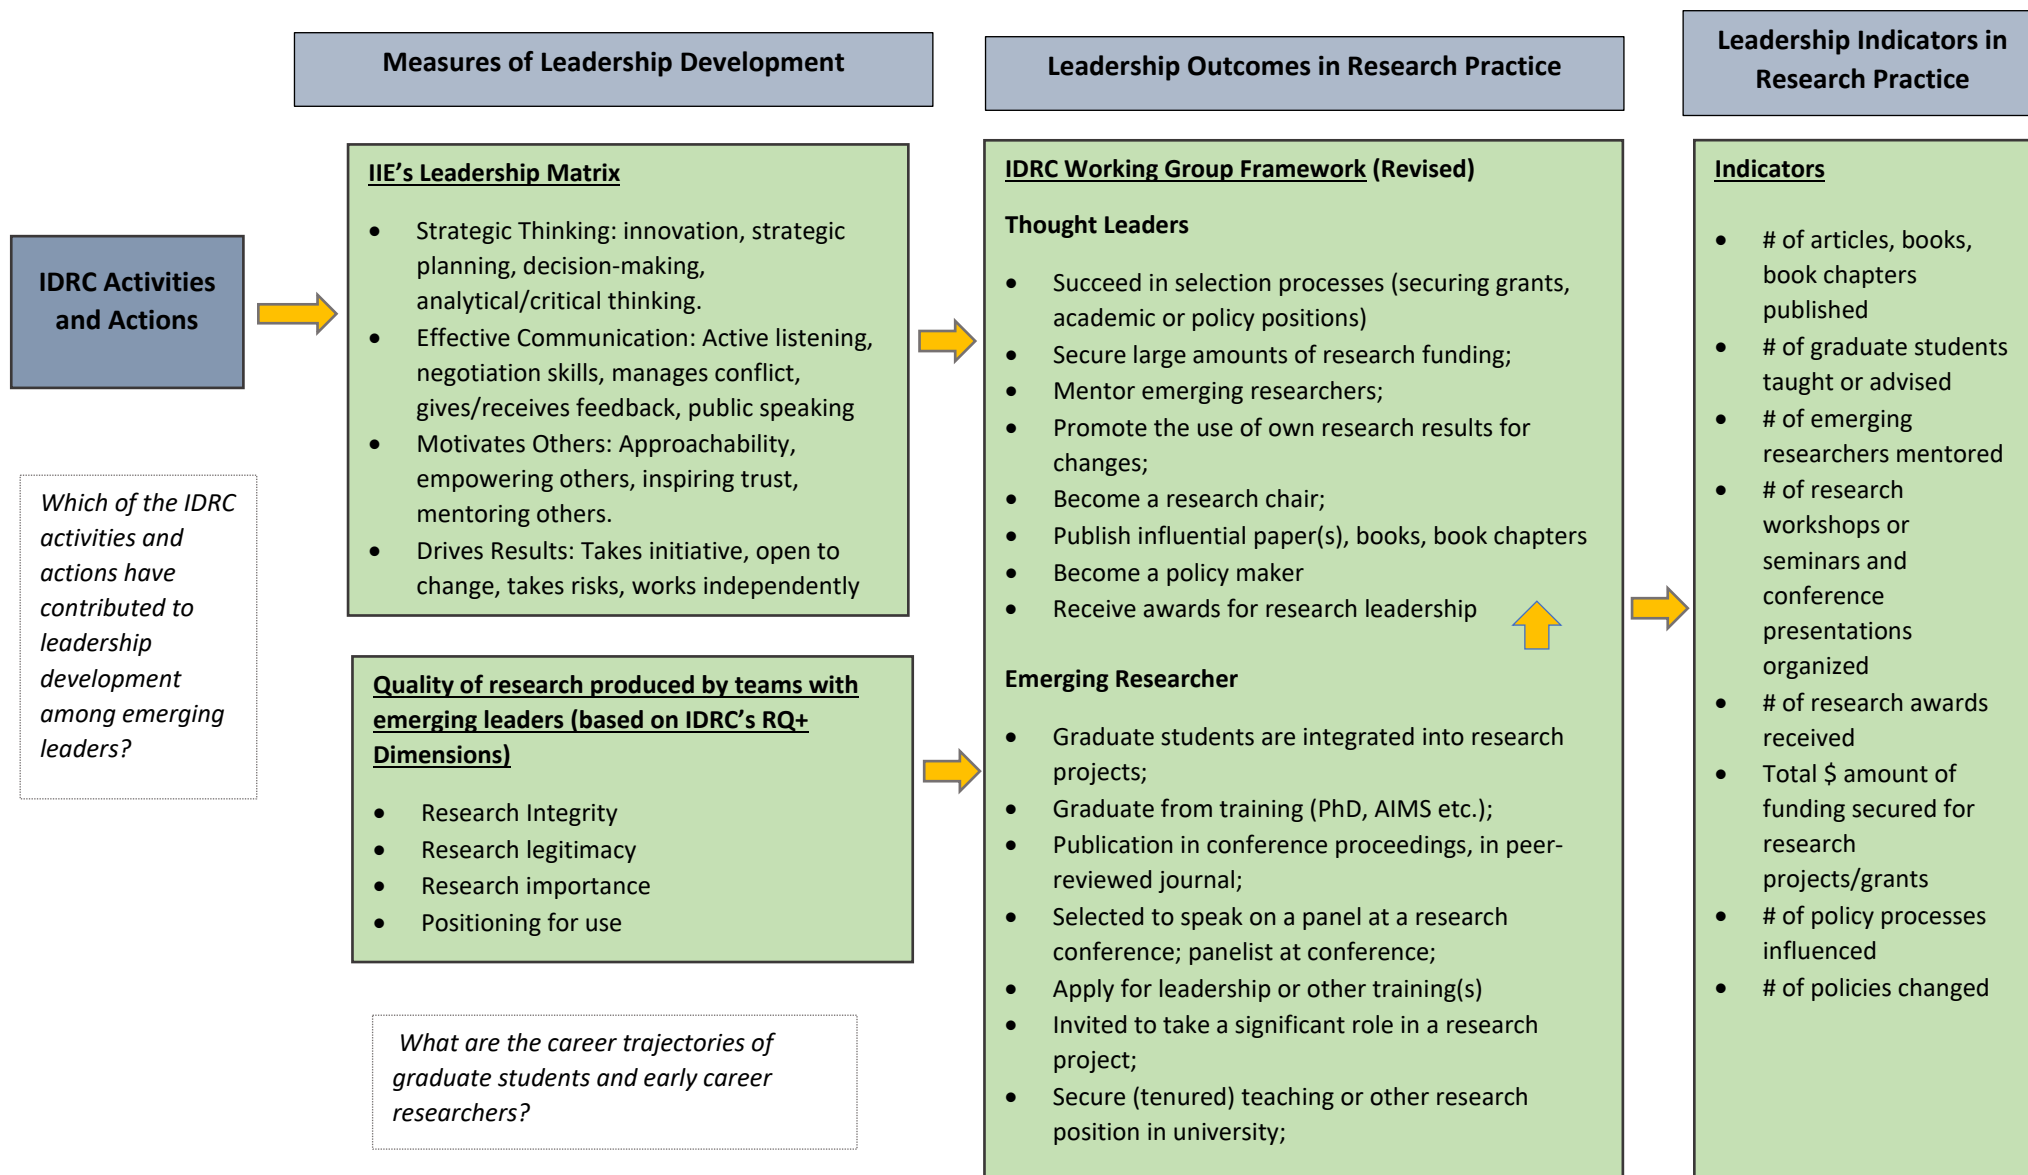 Measures of Leadership Development
Leadership Outcomes in Research Practice
Leadership Indicators in
Research Practice
IDRC Activities
and Actions
Which of the IDRC
activities and
actions have
contributed to
leadership
development
among emerging
leaders?
IIE's Leadership Matrix
• Strategic Thinking: innovation, strategic
planning, decision-making,
analytical/critical thinking.
• Effective Communication: Active listening,
negotiation skills, manages conflict,
gives/receives feedback, public speaking
• Motivates Others: Approachability,
empowering others, inspiring trust,
mentoring others.
• Drives Results: Takes initiative, open to
change, takes risks, works independently
Quality of research produced by teams with
emerging leaders (based on IDRC's RQ+
Dimensions)
• Research Integrity
• Research legitimacy
• Research importance
• Positioning for use
What are the career trajectories of
graduate students and early career
researchers?
IDRC Working Group Framework (Revised)
Thought Leaders
• Succeed in selection processes (securing grants,
academic or policy positions)
• Secure large amounts of research funding;
• Mentor emerging researchers;
• Promote the use of own research results for
changes;
• Become a research chair;
• Publish influential paper(s), books, book chapters
• Become a policy maker
• Receive awards for research leadership
Emerging Researcher
• Graduate students are integrated into research
projects;
• Graduate from training (PhD, AIMS etc.);
• Publication in conference proceedings, in peer-
reviewed journal;
• Selected to speak on a panel at a research
conference; panelist at conference;
• Apply for leadership or other training(s)
• Invited to take a significant role in a research
project;
• Secure (tenured) teaching or other research
position in university;
Indicators
• # of articles, books,
book chapters
published
• # of graduate students
taught or advised
• # of emerging
researchers mentored
• # of research
workshops or
seminars and
conference
presentations
organized
• # of research awards
received
• Total $ amount of
funding secured for
research
projects/grants
• # of policy processes
influenced
• # of policies changed